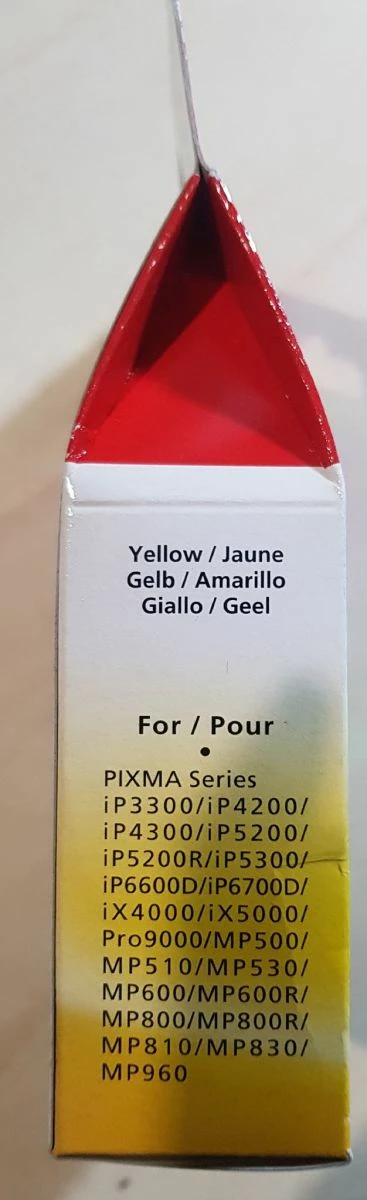 Yellow / Jaune
Gelb / Amarillo
Giallo / Geel
For / Pour
•
PIXMA Series
iP3300/iP4200/
iP4300/iP5200/
iP5200R/iP5300/
iP6600D/iP6700D/
iX4000/iX5000/
Pro9000/MP500/
MP510/MP530/
MP600/MP600R/
MP800/MP800R/
MP810/MP830/
MP960